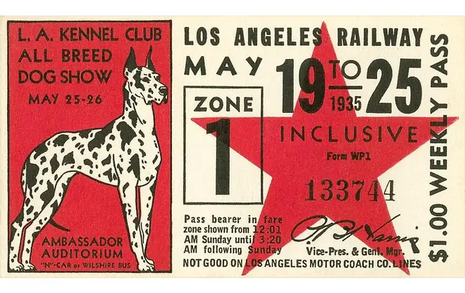 L. A. KENNEL CLUB
ALL BREED
DOG SHOW
MAY 25-26
AMBASSADOR
AUDITORIUM
"N"-CAR or WILSHIRE BUS
LOS ANGELES RAILWAY
MAY 19 TO 25
1935
ZONE
1
INCLUSIVE
Form WP1
133744
Pass bearer in fare
zone shown from 12:01
AM Sunday until 3:20
AM following Sunday
Vice-Pres. & Genl. Mgr.
NOT GOOD ON LOS ANGELES MOTOR COACH CO. LINES
$1.00 WEEKLY PASS